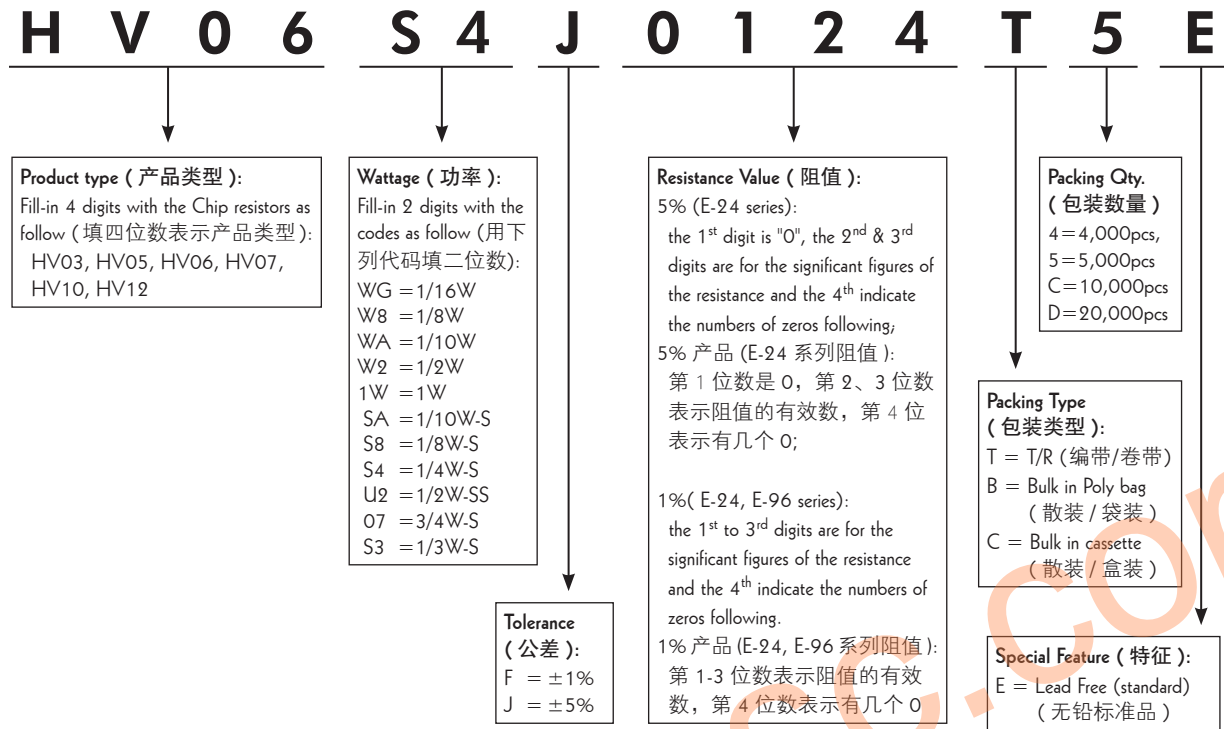 H V 0 6 S 4 J 0 1 2 4 T 5 E
Product type ( 产品类型 ):
Fill-in 4 digits with the Chip resistors as
follow ( 填四位数表示产品类型):
HV03, HV05, HV06, HV07,
HV10, HV12
Wattage ( 功率 ):
Fill-in 2 digits with the
codes as follow (用下
列代码填二位数):
WG =1/16W
W8 =1/8W
WA =1/10W
W2 =1/2W
1W =1W
SA =1/10W-S
S8 =1/8W-S
S4 =1/4W-S
U2 =1/2W-SS
07 =3/4W-S
S3 =1/3W-S
Tolerance
( 公差 ):
F = ±1%
J = ±5%
Resistance Value ( 阻值 ):
5% (E-24 series):
the 1st digit is "0", the 2nd & 3rd
digits are for the significant figures of
the resistance and the 4th indicate
the numbers of zeros following;
5% 产品 (E-24 系列阻值 ):
第 1 位数是 0，第 2、3 位数
表示阻值的有效数，第 4 位
表示有几个 0;
1%( E-24, E-96 series):
the 1st to 3rd digits are for the
significant figures of the resistance
and the 4th indicate the numbers of
zeros following.
1% 产品 (E-24, E-96 系列阻值 ):
第 1-3 位数表示阻值的有效
数，第 4 位数表示有几个 0
Packing Qty.
( 包装数量 )
4=4,000pcs,
5=5,000pcs
C=10,000pcs
D=20,000pcs
Packing Type
( 包装类型 ):
T = T/R (编带/卷带)
B = Bulk in Poly bag
( 散装 / 袋装 )
C = Bulk in cassette
( 散装 / 盒装 )
Special Feature ( 特征 ):
E = Lead Free (standard)
( 无铅标准品 )